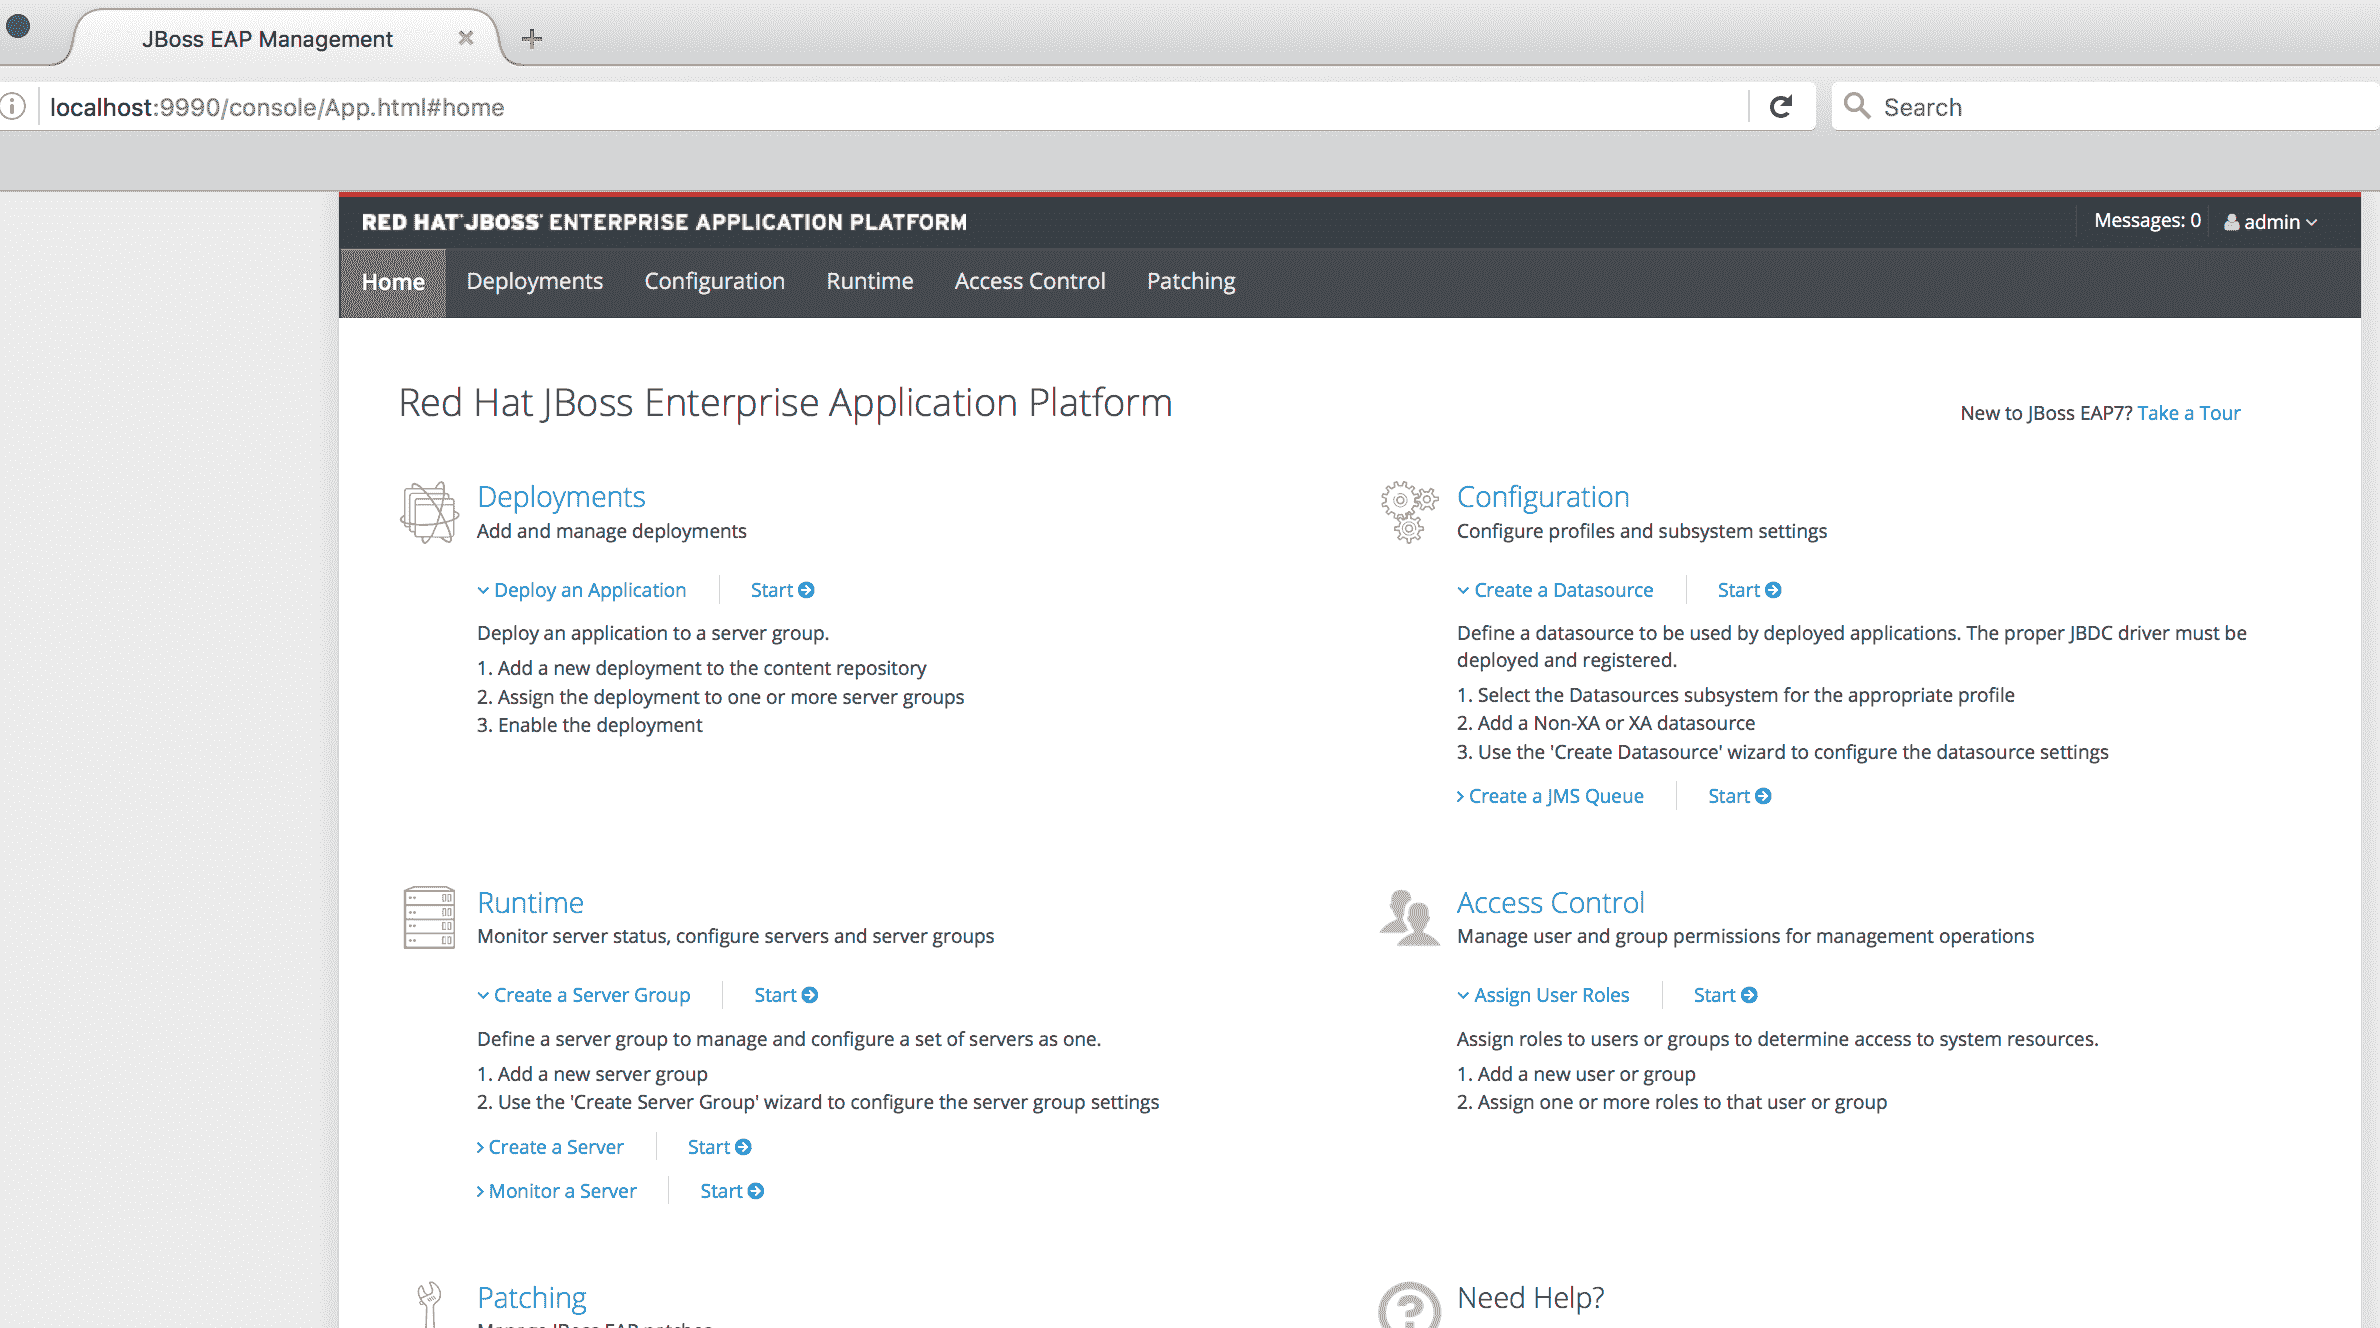 JBoss EAP Management
localhost:9990/console/App.html#home
Search
RED HAT JBOSS ENTERPRISE APPLICATION PLATFORM
Messages: 0
admin
Home
Deployments
Configuration
Runtime
Access Control
Patching
Red Hat JBoss Enterprise Application Platform
New to JBoss EAP7? Take a Tour
Deployments
Add and manage deployments
Deploy an Application
Start
Deploy an application to a server group.
1. Add a new deployment to the content repository
2. Assign the deployment to one or more server groups
3. Enable the deployment
Configuration
Configure profiles and subsystem settings
Create a Datasource
Start
Define a datasource to be used by deployed applications. The proper JBDC driver must be
deployed and registered.
1. Select the Datasources subsystem for the appropriate profile
2. Add a Non-XA or XA datasource
3. Use the 'Create Datasource' wizard to configure the datasource settings
Create a JMS Queue
Start
Runtime
Monitor server status, configure servers and server groups
Create a Server Group
Start
Define a server group to manage and configure a set of servers as one.
1. Add a new server group
2. Use the 'Create Server Group' wizard to configure the server group settings
Create a Server
Start
Monitor a Server
Start
Access Control
Manage user and group permissions for management operations
Assign User Roles
Start
Assign roles to users or groups to determine access to system resources.
1. Add a new user or group
2. Assign one or more roles to that user or group
Patching
Manage JBoss EAP patches
Need Help?